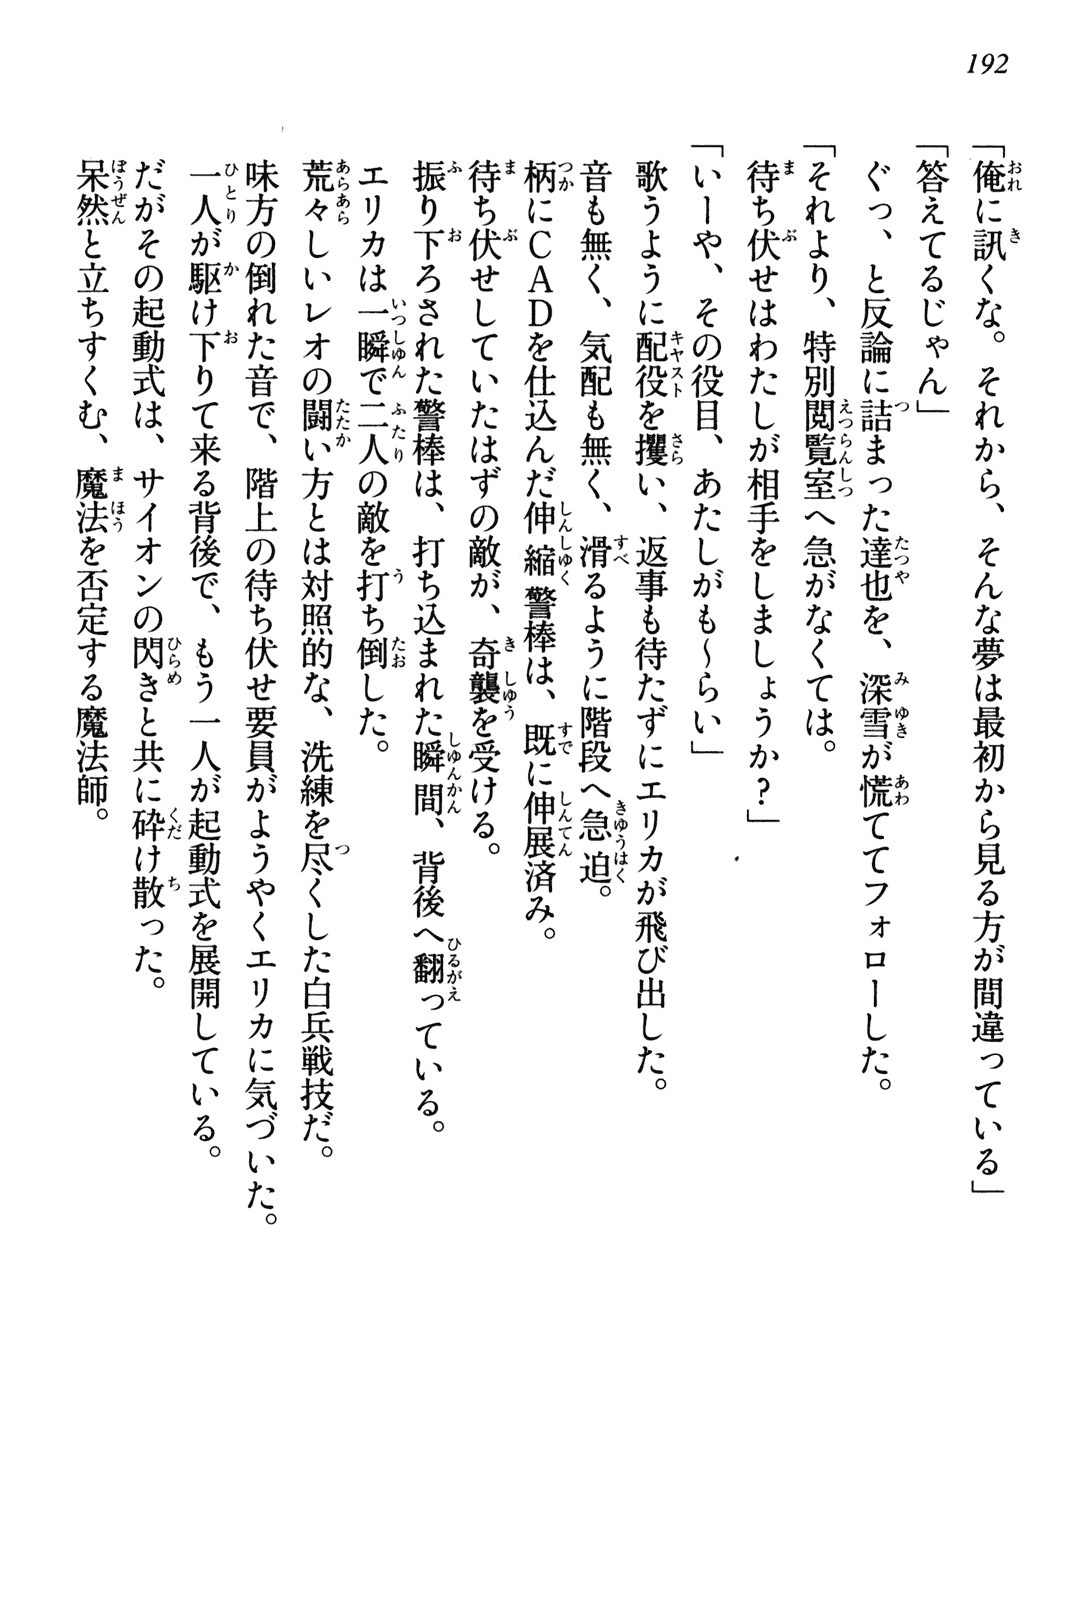 192
「俺に訊くな。それから、そんな夢は最初から見る方が間違っている」
「答えてるじゃん」
ぐっ、と反論に詰まった達也を、深雪が慌ててフォローした。
「それより、特別閲覧室へ急がなくては。
待ち伏せはわたしが相手をしましょうか?」
「いーや、その役目、あたしがも～らい」
歌うように配役を攫い、返事も待たずにエリカが飛び出した。
音も無く、気配も無く、滑るように階段へ急迫。
柄にCADを仕込んだ伸縮警棒は、既に伸展済み。
待ち伏せしていたはずの敵が、奇襲を受ける。
振り下ろされた警棒は、打ち込まれた瞬間、背後へ翻っている。
エリカは一瞬で二人の敵を打ち倒した。
荒々しいレオの闘い方とは対照的な、洗練を尽くした白兵戦技だ。
味方の倒れた音で、階上の待ち伏せ要員がようやくエリカに気づいた。
一人が駆け下りて来る背後で、もう一人が起動式を展開している。
だがその起動式は、サイオンの閃きと共に砕け散った。
呆然と立ちすくむ、魔法を否定する魔法師。